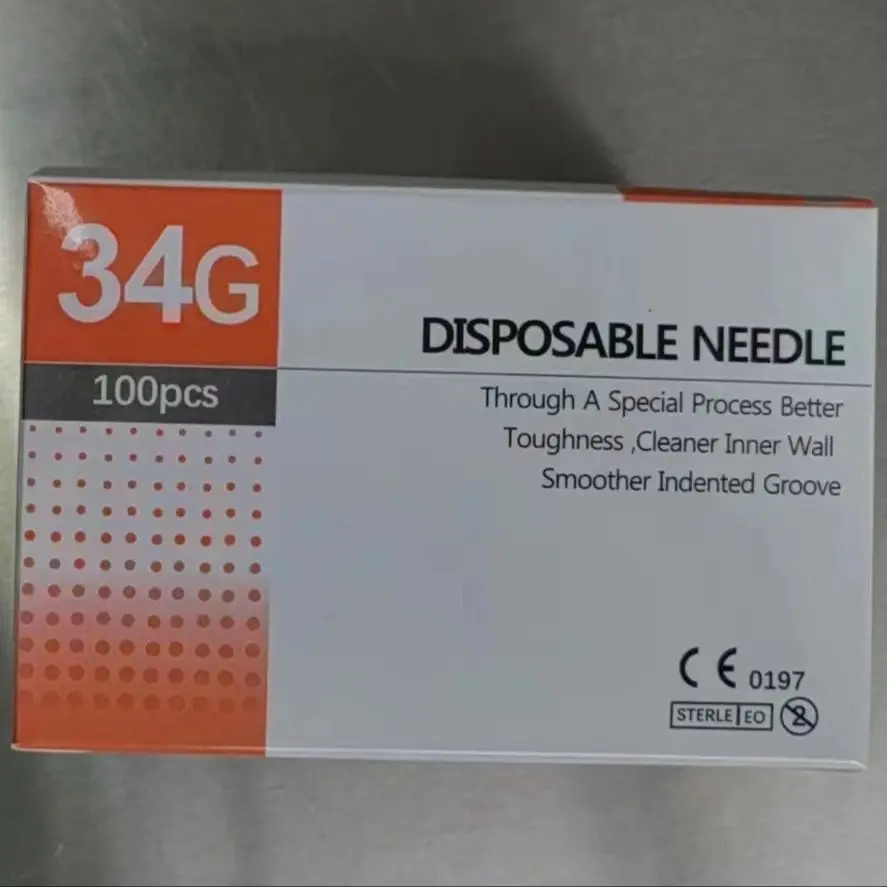 34G
100pcs
DISPOSABLE NEEDLE
Through A Special Process Better
Toughness ,Cleaner Inner Wall
Smoother Indented Groove
CE 0197
STERLE EO
2